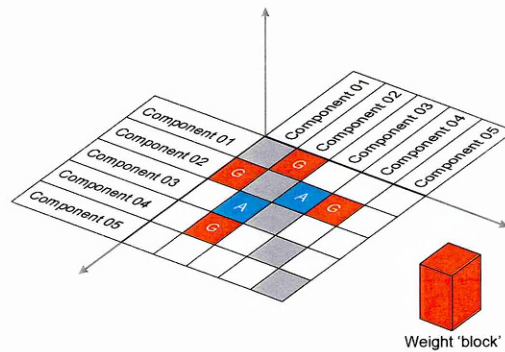 Component 01
Component 02
Component 03
Component 04
Component 05
Component 01
Component 02
Component 03
Component 04
Component 05
G
G
A
A
G
G
Weight 'block'